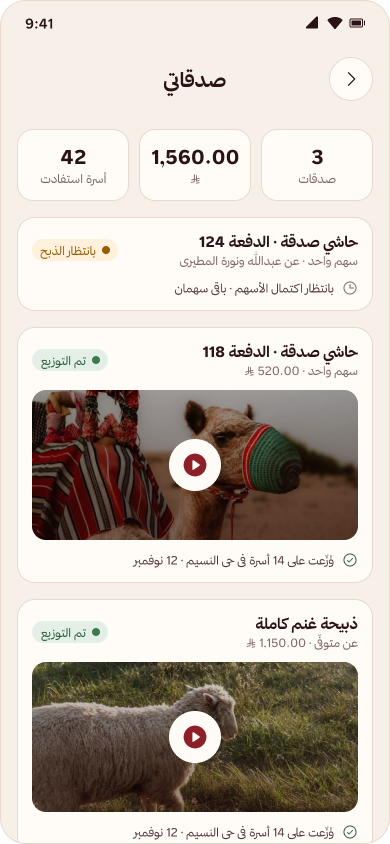 9:41
صدقاتي
3
صدقات
1,560.00
42
أسرة استفادت
حاشي صدقة · الدفعة 124
بانتظار الذبح
سهم واحد · عن عبدالله ونورة المطيري
بانتظار اكتمال الأسهم · باقي سهمان
حاشي صدقة · الدفعة 118
تم التوزيع
سهم واحد · 520.00
وُزّعت على 14 أسرة في حي النسيم · 12 نوفمبر
ذبيحة غنم كاملة
تم التوزيع
عن متوفّى · 1,150.00
وُزّعت على 14 أسرة في حي النسيم · 12 نوفمبر